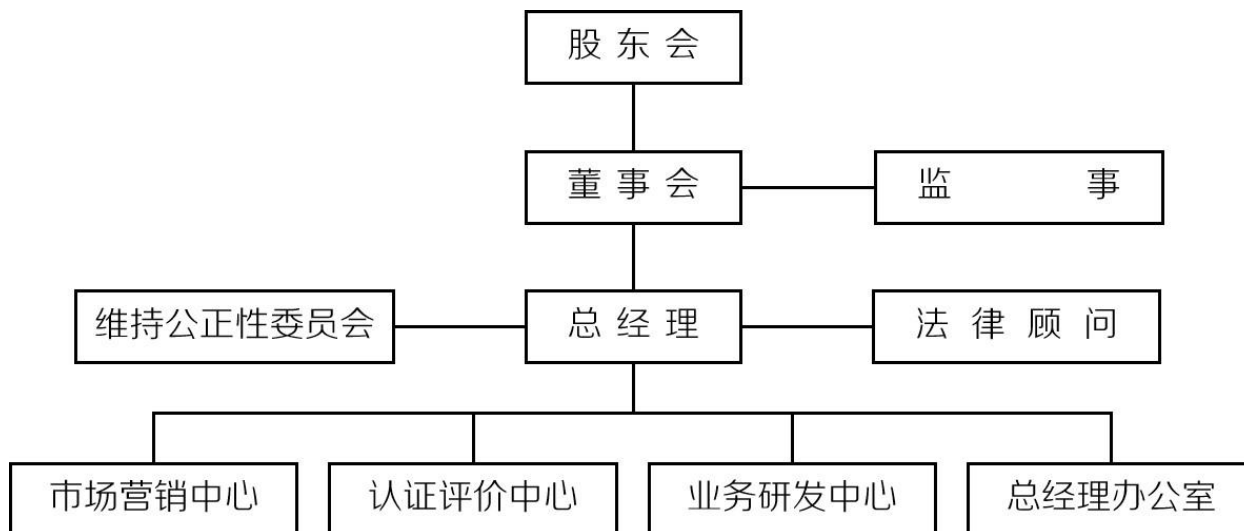 股东会
董事会
监事
维持公正性委员会
总经理
法律顾问
市场营销中心
认证评价中心
业务研发中心
总经理办公室